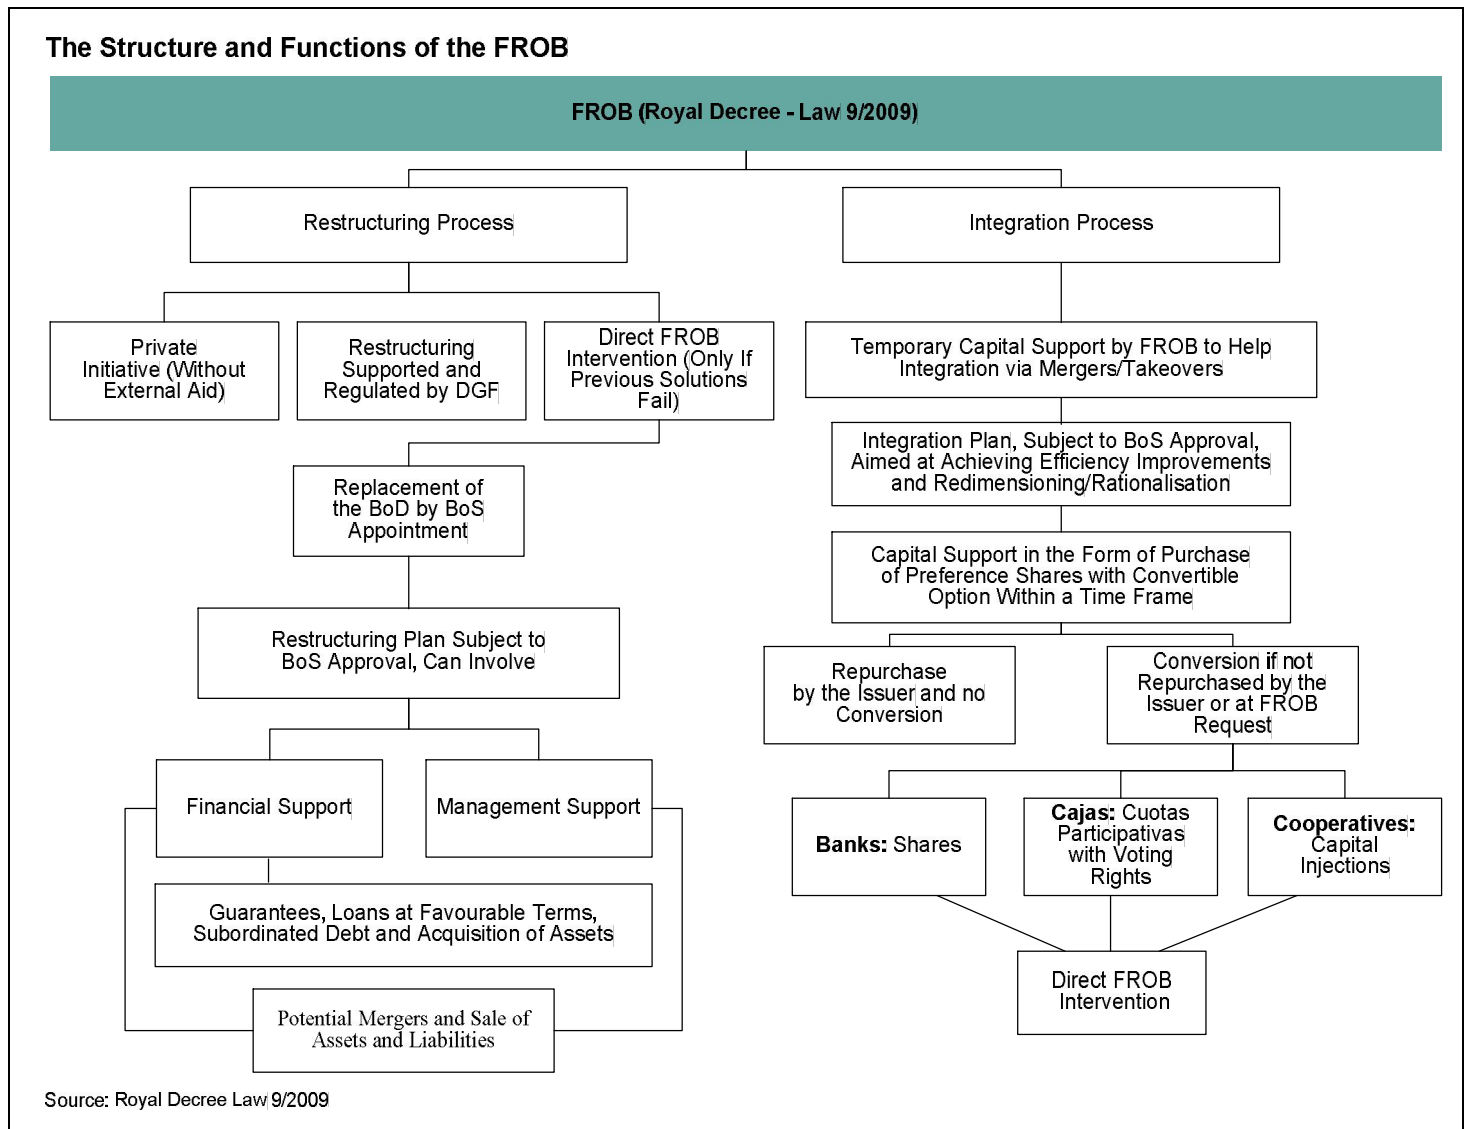 The Structure and Functions of the FROB
FROB (Royal Decree - Law 9/2009)
Restructuring Process
Integration Process
Private
Initiative (Without
External Aid)
Restructuring
Supported and
Regulated by DGF
Direct FROB
Intervention (Only If
Previous Solutions
Fail)
Temporary Capital Support by FROB to Help
Integration via Mergers/Takeovers
Integration Plan, Subject to BoS Approval,
Aimed at Achieving Efficiency Improvements
and Redimensioning/Rationalisation
Replacement of
the BoD by BoS
Appointment
Capital Support in the Form of Purchase
of Preference Shares with Convertible
Option Within a Time Frame
Restructuring Plan Subject to
BoS Approval, Can Involve
Repurchase
by the Issuer and no
Conversion
Conversion if not
Repurchased by the
Issuer or at FROB
Request
Financial Support
Management Support
Banks: Shares
Cajas: Cuotas
Participativas
with Voting
Rights
Cooperatives:
Capital
Injections
Guarantees, Loans at Favourable Terms,
Subordinated Debt and Acquisition of Assets
Direct FROB
Intervention
Potential Mergers and Sale of
Assets and Liabilities
Source: Royal Decree Law 9/2009